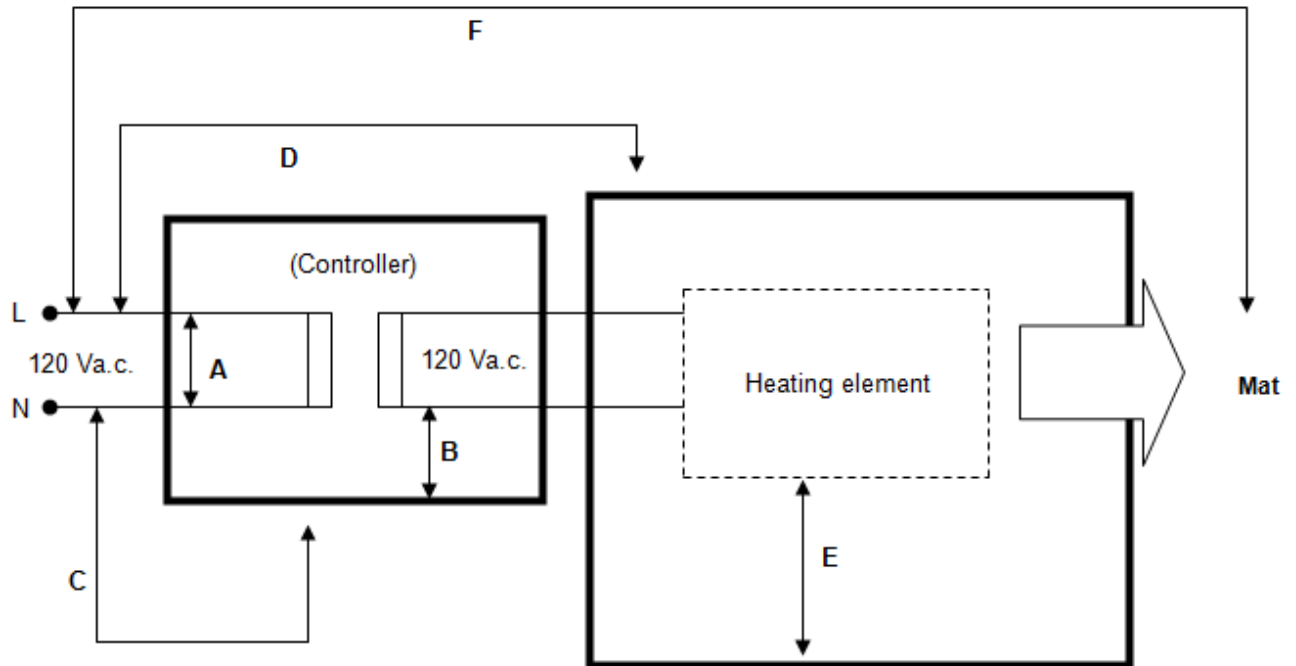 F
D
(Controller)
L
120 Va.c.
A
120 Va.c.
Heating element
Mat
N
B
E
C